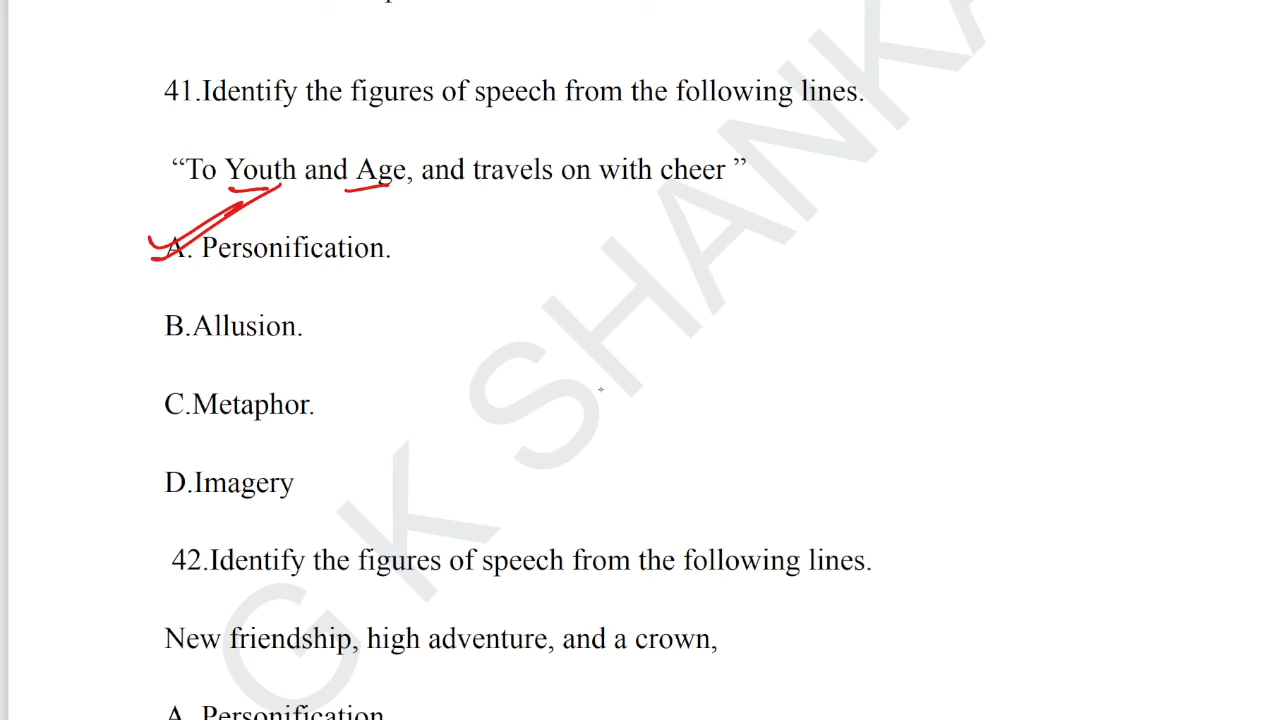 41.Identify the figures of speech from the following lines.
“To Youth and Age, and travels on with cheer ”
A. Personification.
B.Allusion.
C.Metaphor.
D.Imagery
42.Identify the figures of speech from the following lines.
New friendship, high adventure, and a crown,
A. Personification
G K SHANKA